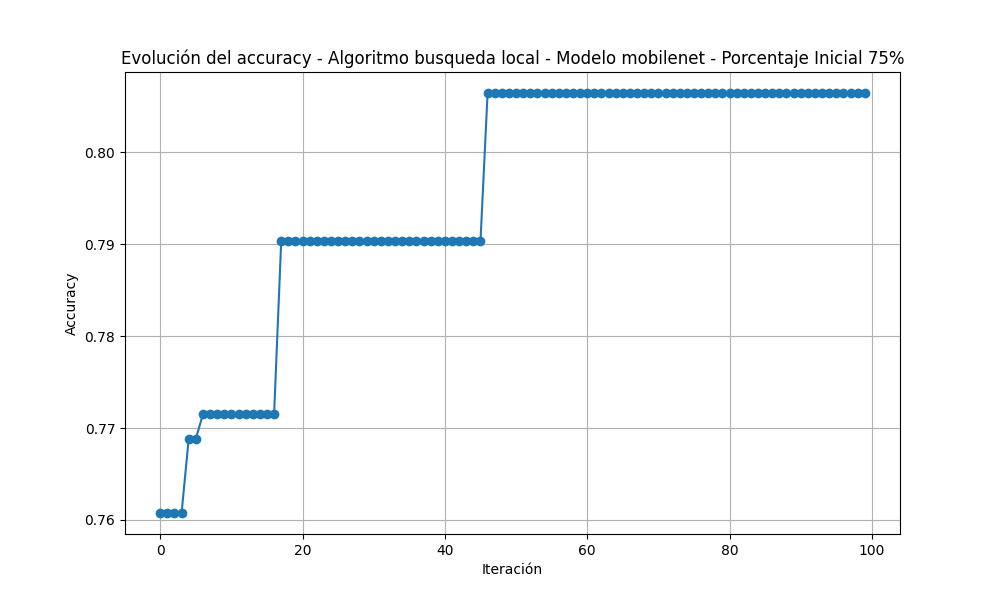 Evolución del accuracy - Algoritmo busqueda local - Modelo mobilenet - Porcentaje Inicial 75%
Accuracy
0.80
0.79
0.78
0.77
0.76
0 20 40 60 80 100
Iteración